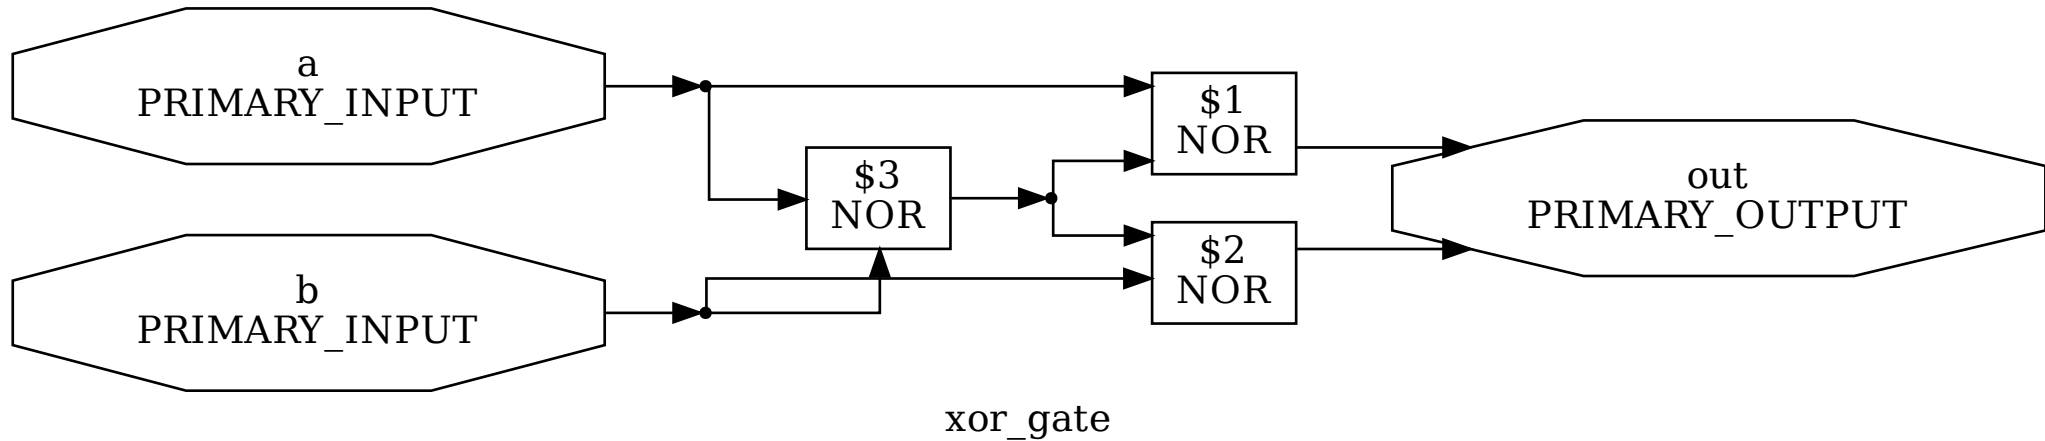 a
PRIMARY_INPUT
$1
NOR
$3
NOR
out
PRIMARY_OUTPUT
$2
NOR
b
PRIMARY_INPUT
xor_gate